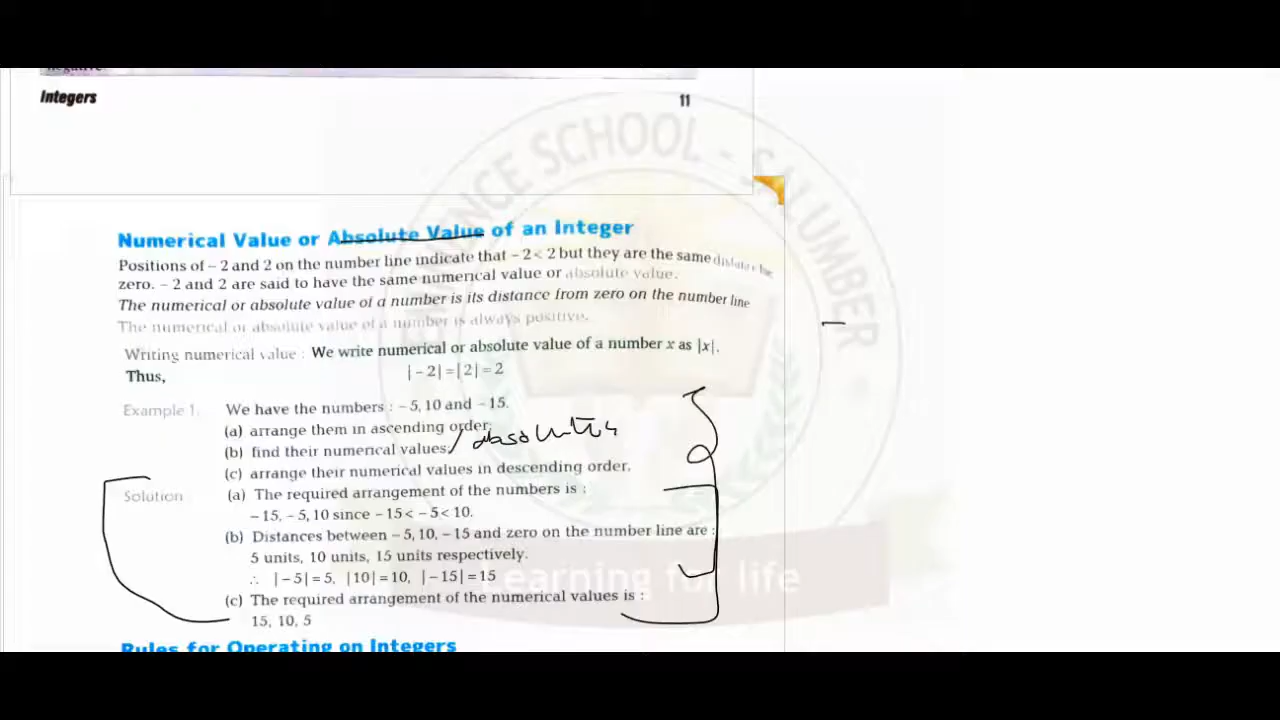 negative
Integers
11
Numerical Value or Absolute Value of an Integer
Positions of − 2 and 2 on the number line indicate that − 2 < 2 but they are the same distance
zero. − 2 and 2 are said to have the same numerical value or absolute value.
The numerical or absolute value of a number is its distance from zero on the number line
The numerical or absolute value of a number is always positive.
Writing numerical value : We write numerical or absolute value of a number x as |x|.
Thus, |− 2| = |2| = 2
Example 1. We have the numbers : − 5, 10 and − 15.
(a) arrange them in ascending order.
(b) find their numerical values. /
(c) arrange their numerical values in descending order.
Solution (a) The required arrangement of the numbers is :
− 15, − 5, 10 since − 15 < − 5 < 10.
(b) Distances between − 5, 10, − 15 and zero on the number line are :
5 units, 10 units, 15 units respectively.
∴ |− 5| = 5, |10| = 10, |− 15| = 15
(c) The required arrangement of the numerical values is :
15, 10, 5
Rules for Operating on Integers
SCHOOL - SALUMBER
Learning for life